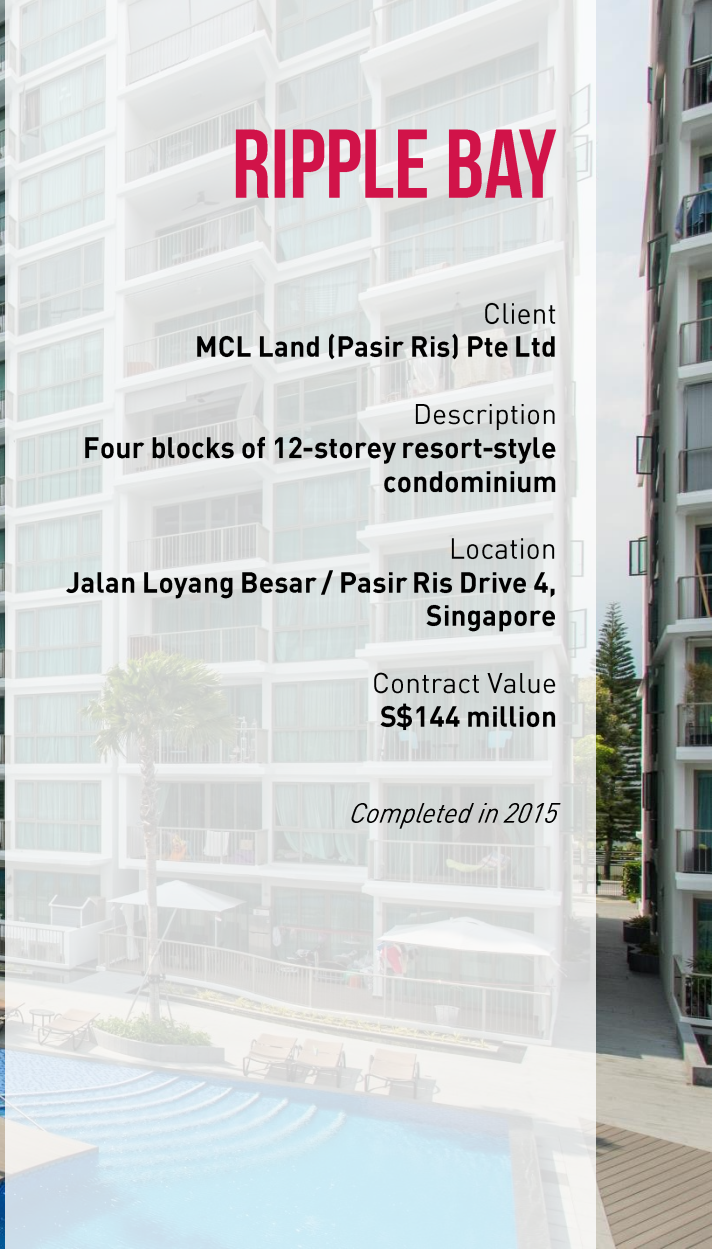 RIPPLE BAY
Client
MCL Land (Pasir Ris) Pte Ltd
Description
Four blocks of 12-storey resort-style
condominium
Location
Jalan Loyang Besar / Pasir Ris Drive 4,
Singapore
Contract Value
S$144 million
Completed in 2015